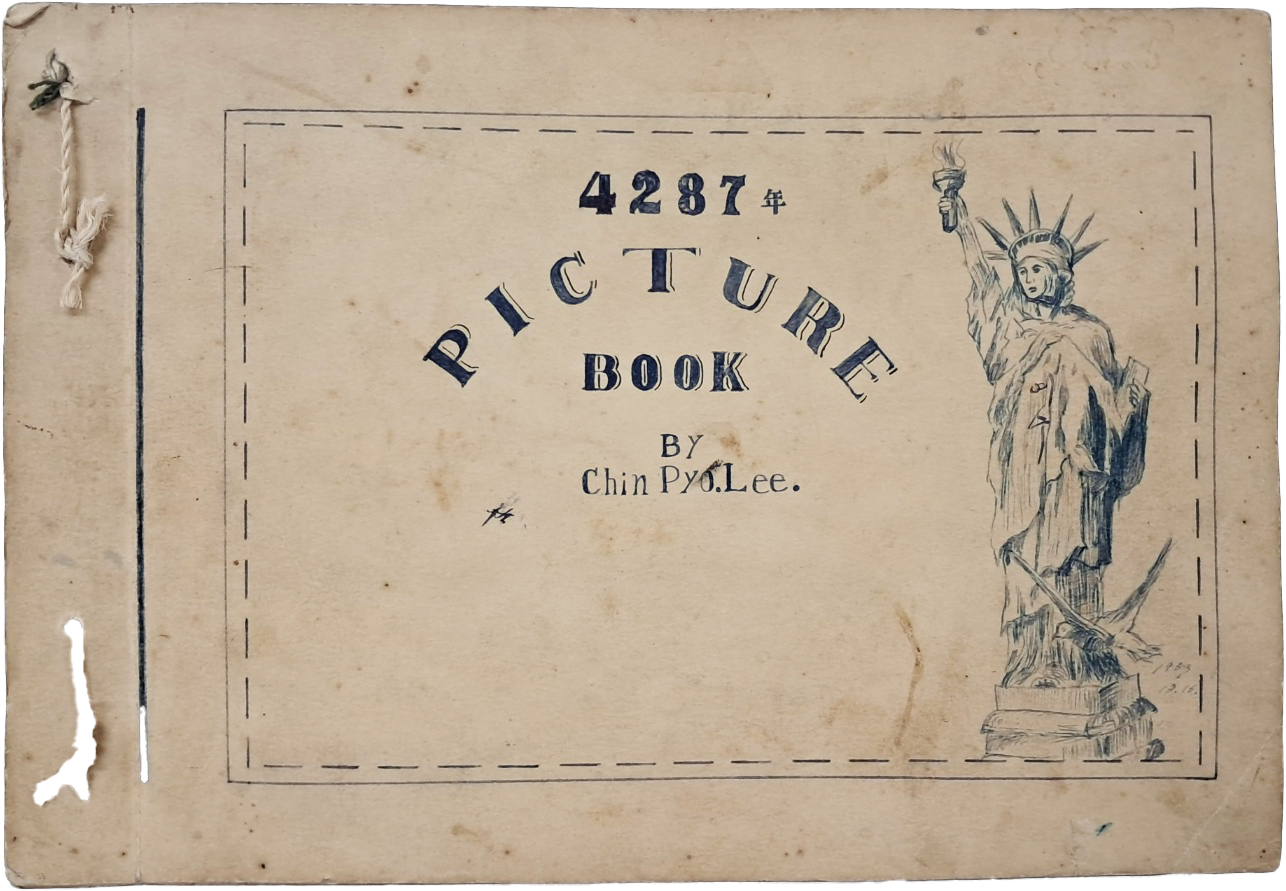 4287年
PICTURE
BOOK
BY
Chin Pyo.Lee.